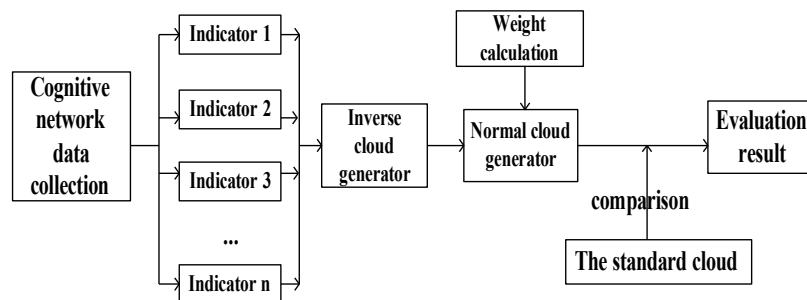 Cognitive
network
data
collection
Indicator 1
Indicator 2
Indicator 3
...
Indicator n
Inverse
cloud
generator
Weight
calculation
Normal cloud
generator
comparison
The standard cloud
Evaluation
result